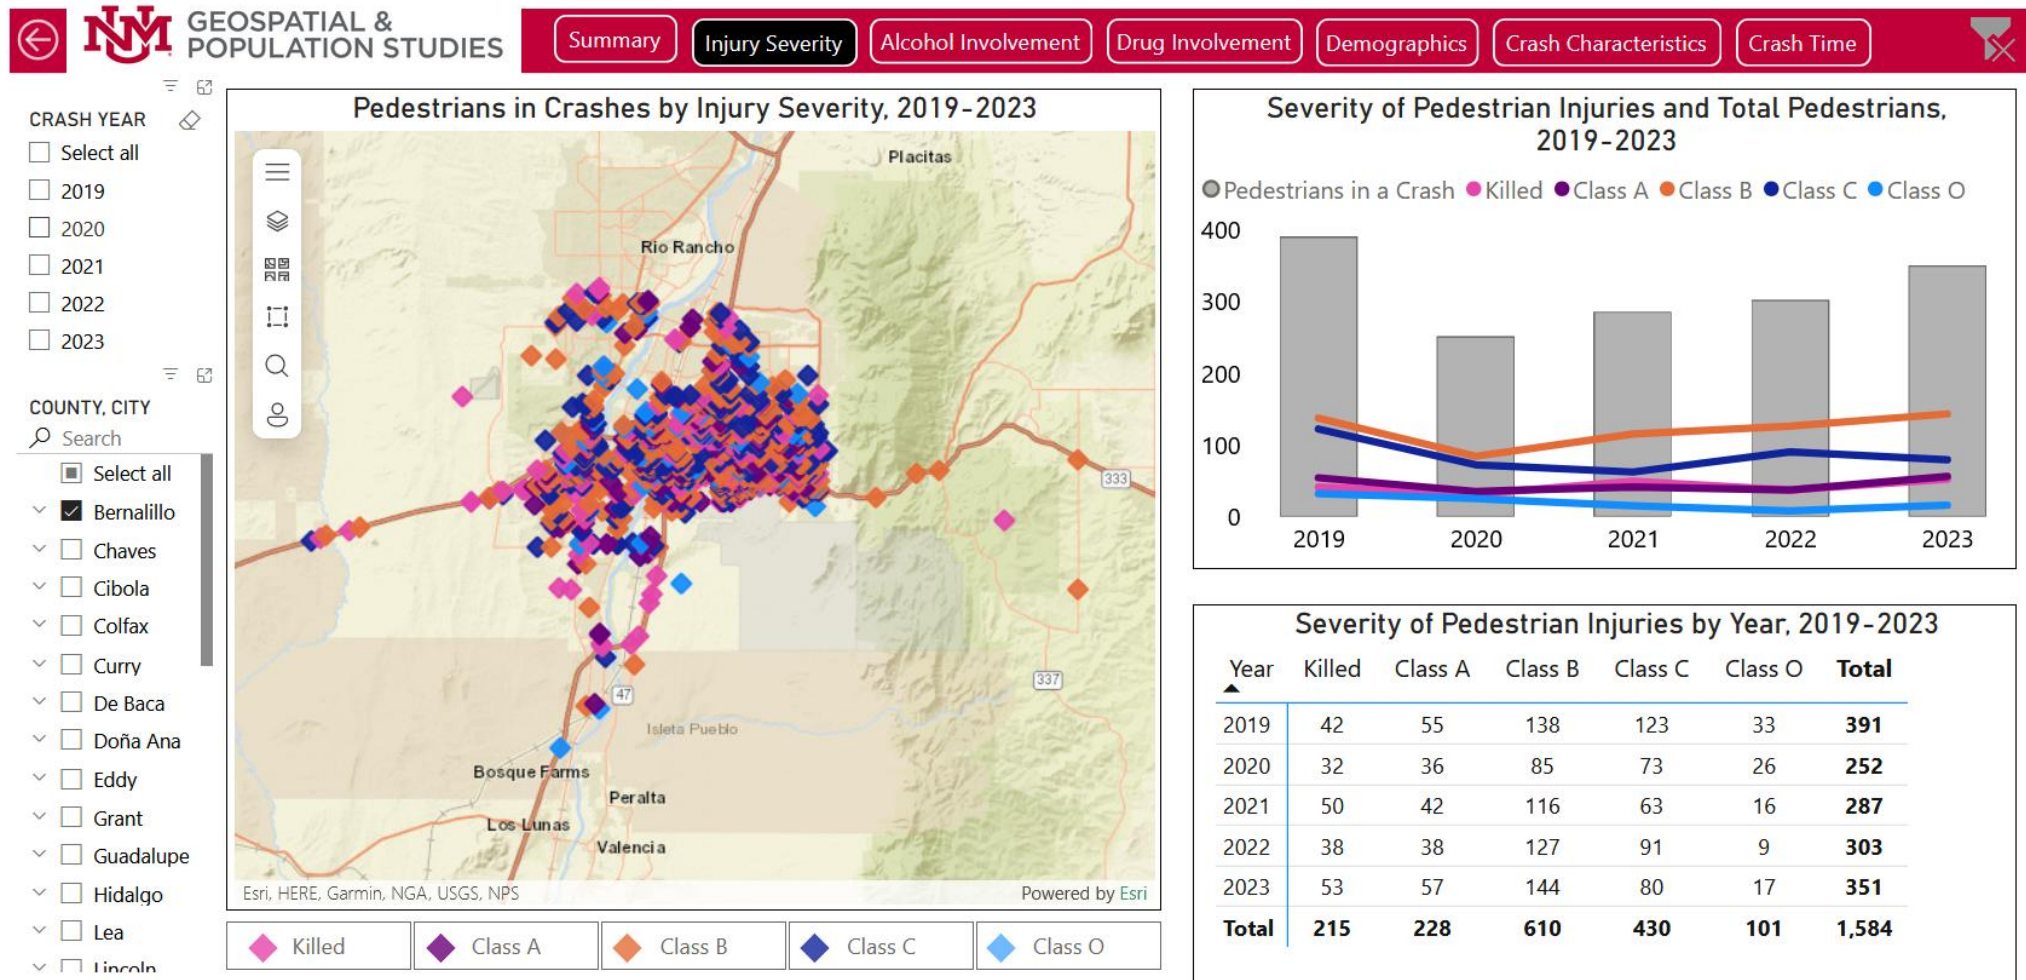 NM GEOSPATIAL &
POPULATION STUDIES
Summary
Injury Severity
Alcohol Involvement
Drug Involvement
Demographics
Crash Characteristics
Crash Time
CRASH YEAR
Select all
2019
2020
2021
2022
2023
COUNTY, CITY
Search
Select all
Bernalillo
Chaves
Cibola
Colfax
Curry
De Baca
Doña Ana
Eddy
Grant
Guadalupe
Hidalgo
Lea
Lincoln
Pedestrians in Crashes by Injury Severity, 2019-2023
Placitas
Rio Rancho
333
337
47
Isleta Pueblo
Bosque Farms
Peralta
Los Lunas
Valencia
Esri, HERE, Garmin, NGA, USGS, NPS
Powered by Esri
Killed
Class A
Class B
Class C
Class O
Severity of Pedestrian Injuries and Total Pedestrians,
2019-2023
Pedestrians in a Crash Killed Class A Class B Class C Class O
400
300
200
100
0
2019 2020 2021 2022 2023
Severity of Pedestrian Injuries by Year, 2019-2023
Year Killed Class A Class B Class C Class O Total
2019 42 55 138 123 33 391
2020 32 36 85 73 26 252
2021 50 42 116 63 16 287
2022 38 38 127 91 9 303
2023 53 57 144 80 17 351
Total 215 228 610 430 101 1,584